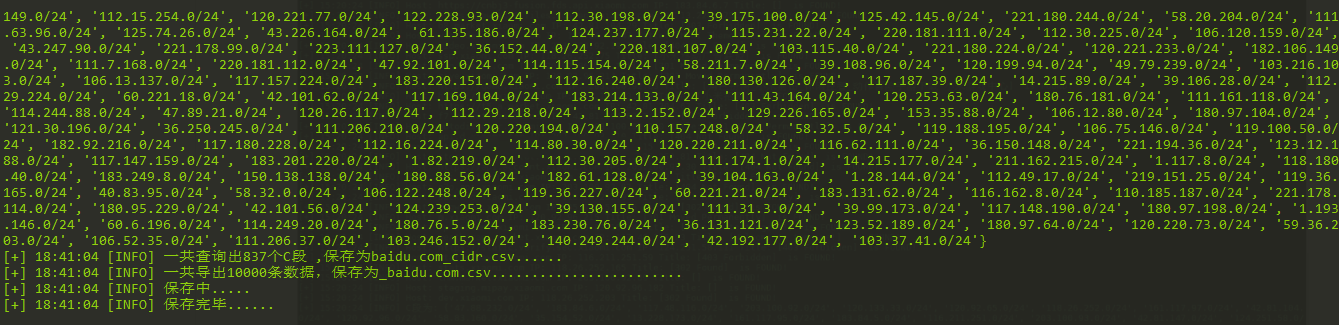 149.0/24', '112.15.254.0/24', '120.221.77.0/24', '122.228.93.0/24', '112.30.198.0/24', '39.175.100.0/24', '125.42.145.0/24', '221.180.244.0/24', '58.20.204.0/24', '111
.63.96.0/24', '125.74.26.0/24', '43.226.164.0/24', '61.135.186.0/24', '124.237.177.0/24', '115.231.22.0/24', '220.181.111.0/24', '112.30.225.0/24', '106.120.159.0/24',
'43.247.90.0/24', '221.178.99.0/24', '223.111.127.0/24', '36.152.44.0/24', '220.181.107.0/24', '103.115.40.0/24', '221.180.224.0/24', '120.221.233.0/24', '182.106.149
.0/24', '111.7.168.0/24', '220.181.112.0/24', '47.92.101.0/24', '114.115.154.0/24', '58.211.7.0/24', '39.108.96.0/24', '120.199.94.0/24', '49.79.239.0/24', '103.216.10
3.0/24', '106.13.137.0/24', '117.157.224.0/24', '183.220.151.0/24', '112.16.240.0/24', '180.130.126.0/24', '117.187.39.0/24', '14.215.89.0/24', '39.106.28.0/24', '112.
29.224.0/24', '60.221.18.0/24', '42.101.62.0/24', '117.169.104.0/24', '183.214.133.0/24', '111.43.164.0/24', '120.253.63.0/24', '180.76.181.0/24', '111.161.118.0/24',
'114.244.88.0/24', '47.89.21.0/24', '120.26.117.0/24', '112.29.218.0/24', '113.2.152.0/24', '129.226.165.0/24', '153.35.88.0/24', '106.12.80.0/24', '180.97.104.0/24',
'121.30.196.0/24', '36.250.245.0/24', '111.206.210.0/24', '120.220.194.0/24', '110.157.248.0/24', '58.32.5.0/24', '119.188.195.0/24', '106.75.146.0/24', '119.100.50.0/
24', '182.92.216.0/24', '117.180.228.0/24', '112.16.224.0/24', '114.80.30.0/24', '120.220.211.0/24', '116.62.111.0/24', '36.150.148.0/24', '221.194.36.0/24', '123.12.1
88.0/24', '117.147.159.0/24', '183.201.220.0/24', '1.82.219.0/24', '112.30.205.0/24', '111.174.1.0/24', '14.215.177.0/24', '211.162.215.0/24', '1.117.8.0/24', '118.180
.40.0/24', '183.249.8.0/24', '150.138.138.0/24', '180.88.56.0/24', '182.61.128.0/24', '39.104.163.0/24', '1.28.144.0/24', '112.49.17.0/24', '219.151.25.0/24', '119.36.
165.0/24', '40.83.95.0/24', '58.32.0.0/24', '106.122.248.0/24', '119.36.227.0/24', '60.221.21.0/24', '183.131.62.0/24', '116.162.8.0/24', '110.185.187.0/24', '221.178.
114.0/24', '180.95.229.0/24', '42.101.56.0/24', '124.239.253.0/24', '39.130.155.0/24', '111.31.3.0/24', '39.99.173.0/24', '117.148.190.0/24', '180.97.198.0/24', '1.193
.146.0/24', '60.6.196.0/24', '114.249.20.0/24', '180.76.5.0/24', '183.230.76.0/24', '36.131.121.0/24', '123.52.189.0/24', '180.97.64.0/24', '120.220.73.0/24', '59.36.2
03.0/24', '106.52.35.0/24', '111.206.37.0/24', '103.246.152.0/24', '140.249.244.0/24', '42.192.177.0/24', '103.37.41.0/24'}
[+] 18:41:04 [INFO] 一共查询出837个C段 ,保存为baidu.com_cidr.csv......
[+] 18:41:04 [INFO] 一共导出10000条数据, 保存为_baidu.com.csv........................
[+] 18:41:04 [INFO] 保存中.....
[+] 18:41:04 [INFO] 保存完毕......